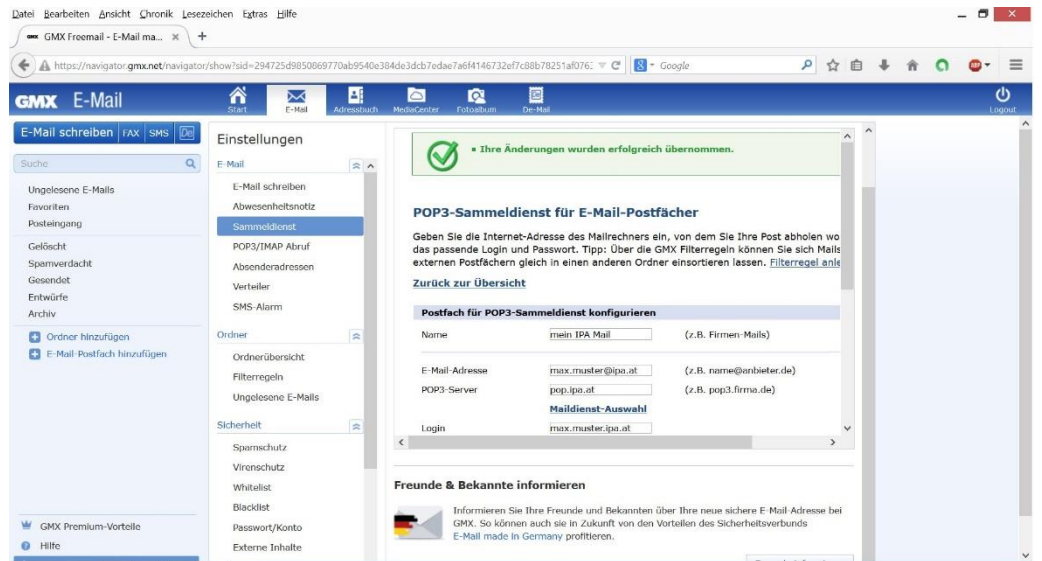 Datei Bearbeiten Ansicht Chronik Lesezeichen Extras Hilfe
GMX Freemail - E-Mail ma... × +
https://navigator.gmx.net/navigator/show?sid= Google
GMX E-Mail
Start E-Mail Adressbuch MediaCenter Fotoalbum De-Mail Logout
E-Mail schreiben FAX SMS De
Suche
Ungelesene E-Mails
Favoriten
Posteingang
Gelöscht
Spamverdacht
Gesendet
Entwürfe
Archiv
Ordner hinzufügen
E-Mail-Postfach hinzufügen
GMX Premium-Vorteile
Hilfe
Einstellungen
E-Mail
E-Mail schreiben
Abwesenheitsnotiz
Sammeldienst
POP3/IMAP Abruf
Absenderadressen
Verteiler
SMS-Alarm
Ordner
Ordnerübersicht
Filterregeln
Ungelesene E-Mails
Sicherheit
Spamschutz
Virenschutz
Whitelist
Blacklist
Passwort/Konto
Externe Inhalte
Ihre Änderungen wurden erfolgreich übernommen.
POP3-Sammeldienst für E-Mail-Postfächer
Geben Sie die Internet-Adresse des Mailrechners ein, von dem Sie Ihre Post abholen wo
das passende Login und Passwort. Tipp: Über die GMX Filterregeln können Sie sich Mails
externen Postfächern gleich in einen anderen Ordner einsortieren lassen. Filterregel anle
Zurück zur Übersicht
Postfach für POP3-Sammeldienst konfigurieren
Name mein IPA Mail (z.B. Firmen-Mails)
E-Mail-Adresse max.muster@ipa.at (z.B. name@anbieter.de)
POP3-Server pop.ipa.at (z.B. pop3.firma.de)
Maildienst-Auswahl
Login max.muster.ipa.at
Freunde & Bekannte informieren
Informieren Sie Ihre Freunde und Bekannten über Ihre neue sichere E-Mail-Adresse bei
GMX. So können auch sie in Zukunft von den Vorteilen des Sicherheitsverbunds
E-Mail made in Germany profitieren.